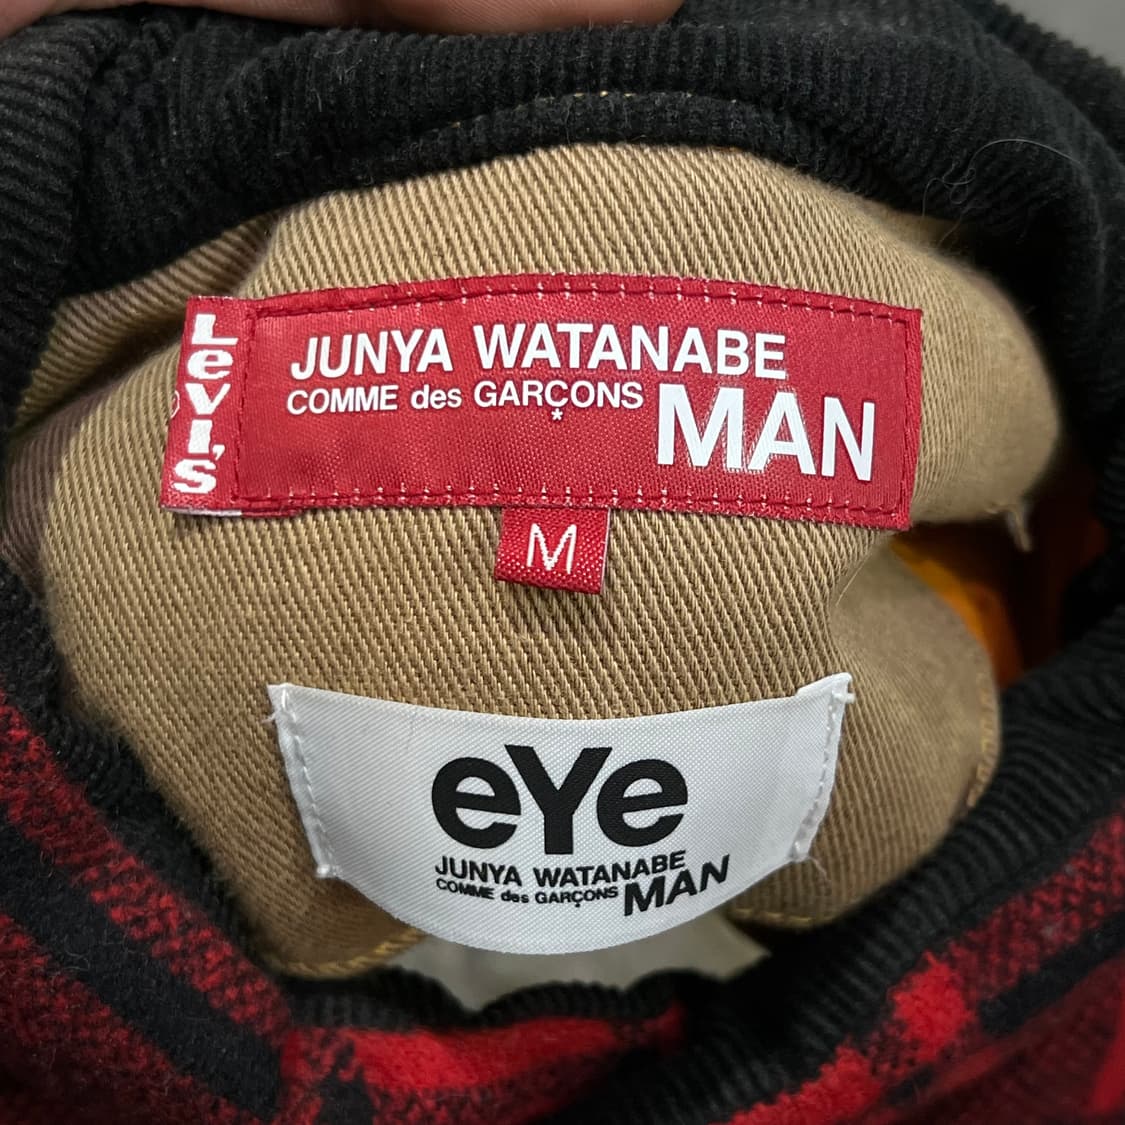 Levi's
JUNYA WATANABE
COMME des GARÇONS MAN
*
M
eYe
JUNYA WATANABE
COMME des GARÇONS MAN